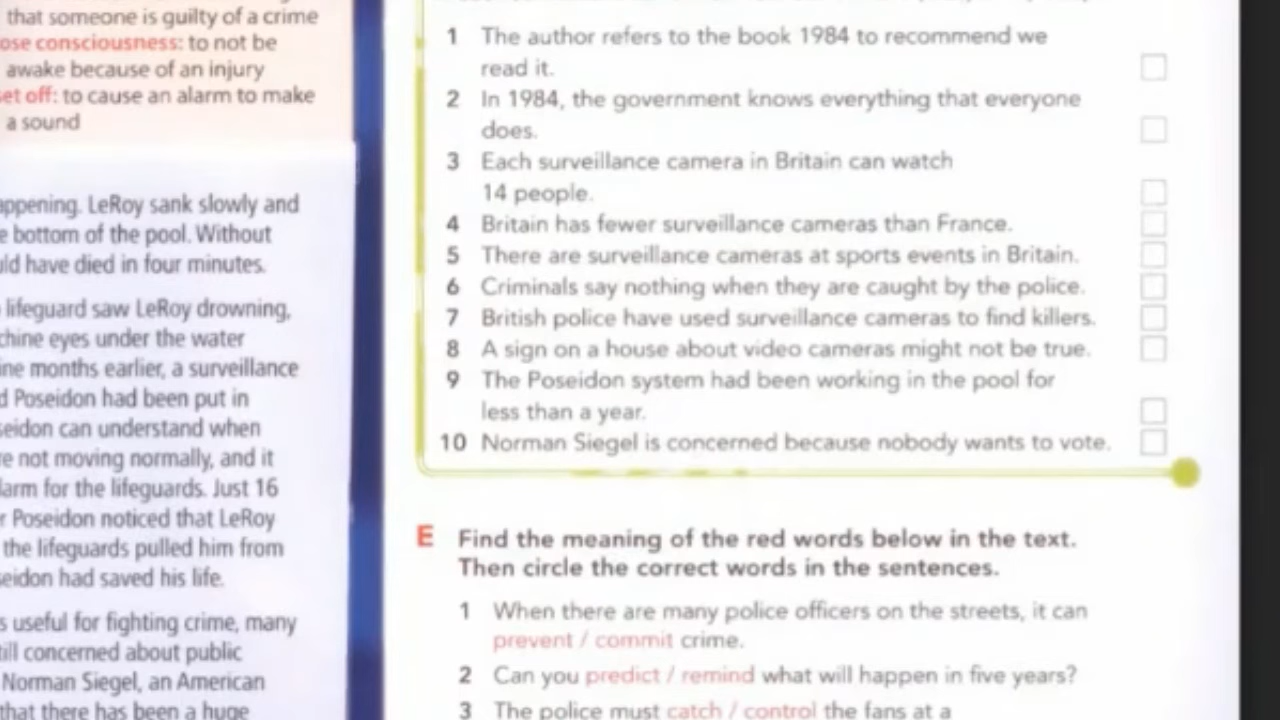 that someone is guilty of a crime
ose consciousness: to not be
awake because of an injury
set off: to cause an alarm to make
a sound
appening. LeRoy sank slowly and
e bottom of the pool. Without
uld have died in four minutes.
lifeguard saw LeRoy drowning,
chine eyes under the water
ine months earlier, a surveillance
d Poseidon had been put in
seidon can understand when
re not moving normally, and it
larm for the lifeguards. Just 16
r Poseidon noticed that LeRoy
the lifeguards pulled him from
seidon had saved his life.
s useful for fighting crime, many
till concerned about public
Norman Siegel, an American
that there has been a huge
1 The author refers to the book 1984 to recommend we
read it.
2 In 1984, the government knows everything that everyone
does.
3 Each surveillance camera in Britain can watch
14 people.
4 Britain has fewer surveillance cameras than France.
5 There are surveillance cameras at sports events in Britain.
6 Criminals say nothing when they are caught by the police.
7 British police have used surveillance cameras to find killers.
8 A sign on a house about video cameras might not be true.
9 The Poseidon system had been working in the pool for
less than a year.
10 Norman Siegel is concerned because nobody wants to vote.
E Find the meaning of the red words below in the text.
Then circle the correct words in the sentences.
1 When there are many police officers on the streets, it can
prevent / commit crime.
2 Can you predict / remind what will happen in five years?
3 The police must catch / control the fans at a